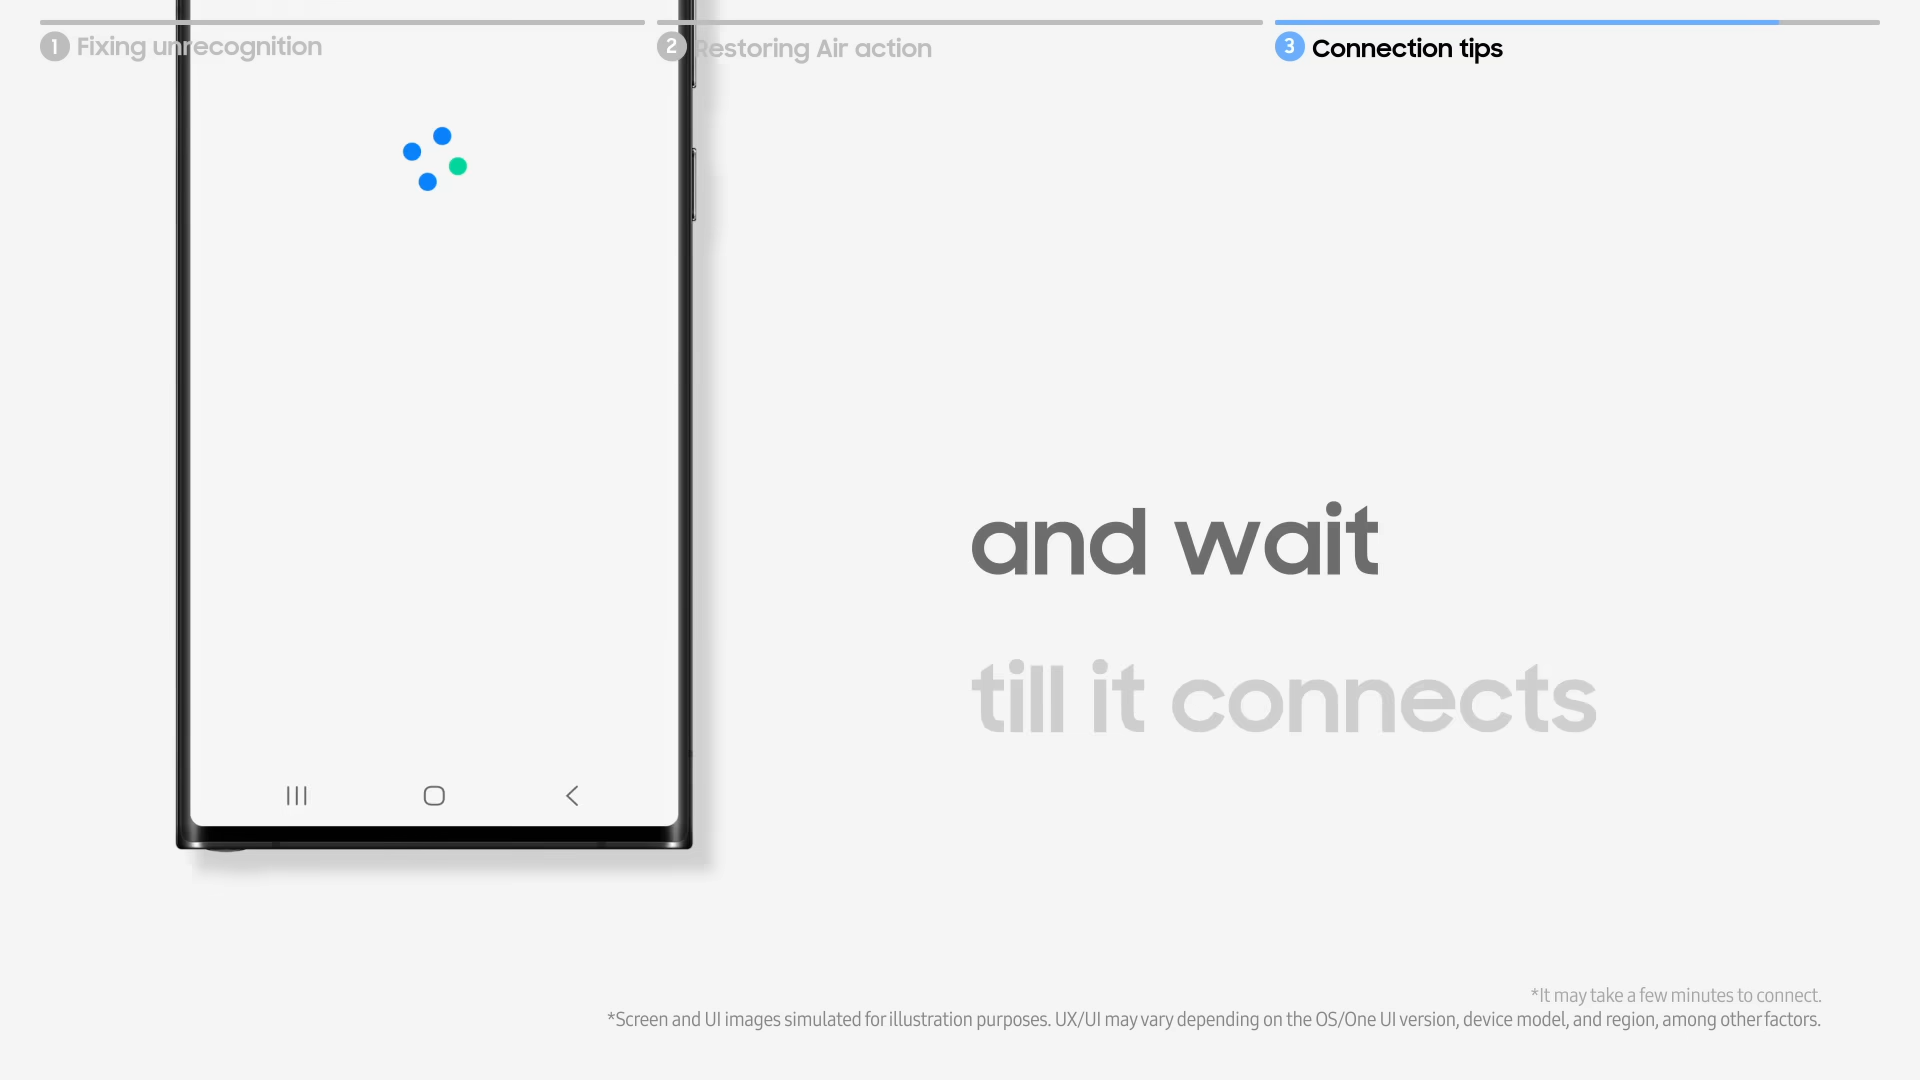 1 Fixing unrecognition
2 Restoring Air action
3 Connection tips
and wait
till it connects
*It may take a few minutes to connect.
*Screen and UI images simulated for illustration purposes. UX/UI may vary depending on the OS/One UI version, device model, and region, among other factors.